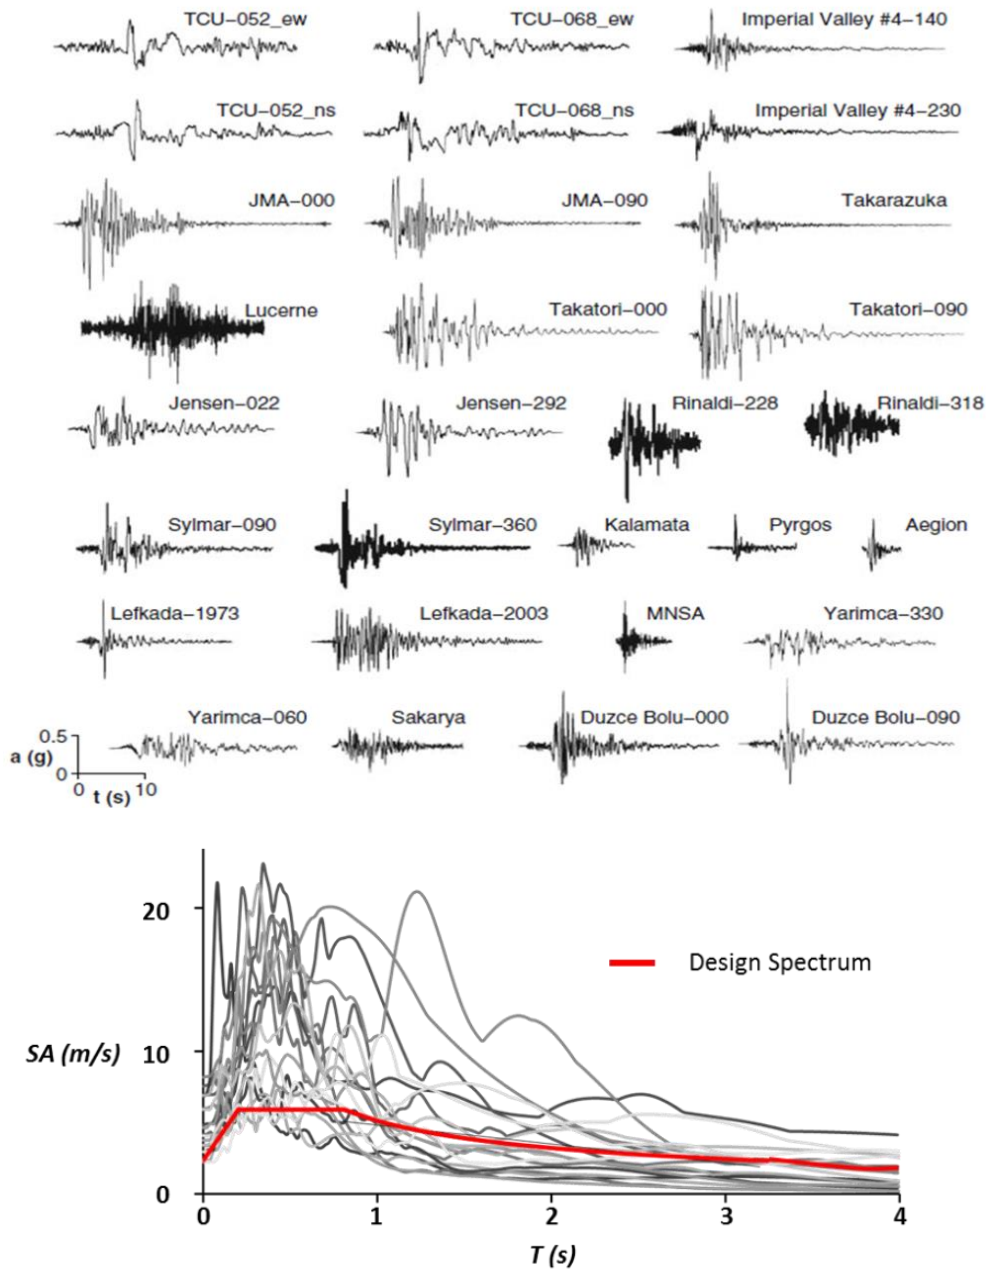 TCU-052_ew TCU-068_ew Imperial Valley #4-140
TCU-052_ns TCU-068_ns Imperial Valley #4-230
JMA-000 JMA-090 Takarazuka
Lucerne Takatori-000 Takatori-090
Jensen-022 Jensen-292 Rinaldi-228 Rinaldi-318
Sylmar-090 Sylmar-360 Kalamata Pyrgos Aegion
Lefkada-1973 Lefkada-2003 MNSA Yarimca-330
Yarimca-060 Sakarya Duzce Bolu-000 Duzce Bolu-090
0.5
a (g)
0
0 t (s) 10
20
Design Spectrum
SA (m/s) 10
0
0 1 2 3 4
T (s)